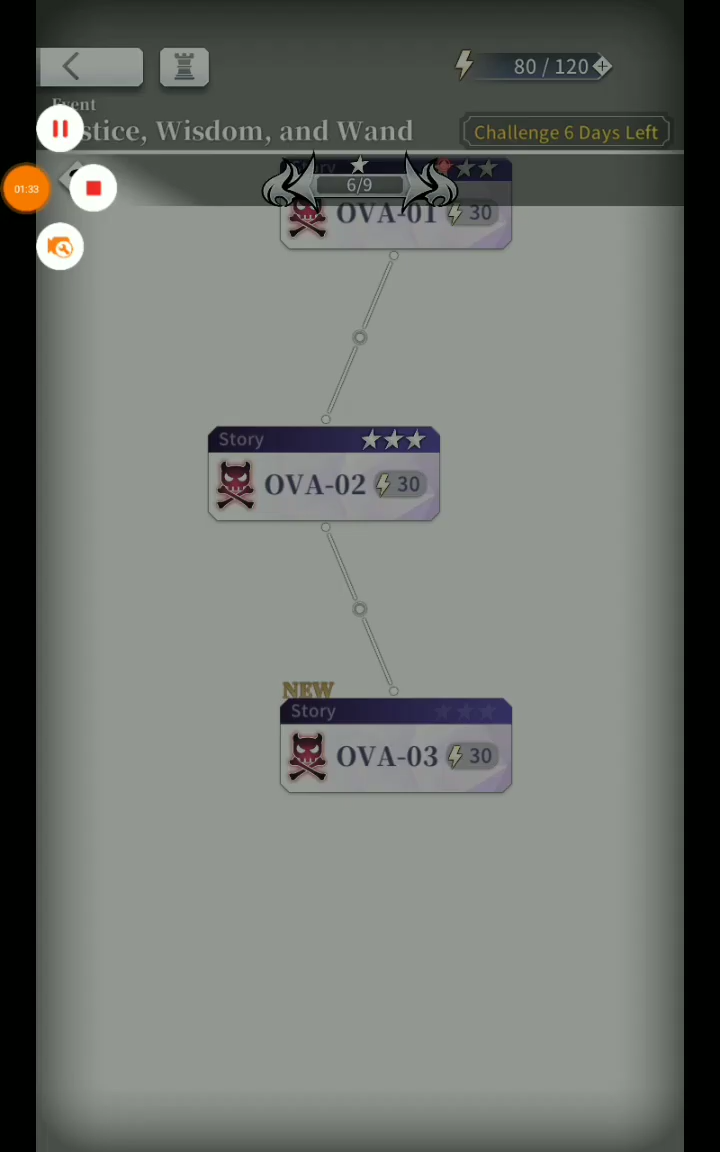 80 / 120
Event
stice, Wisdom, and Wand
Challenge 6 Days Left
01:33
Story
6/9
OVA-01
30
Story
OVA-02
30
NEW
Story
OVA-03
30